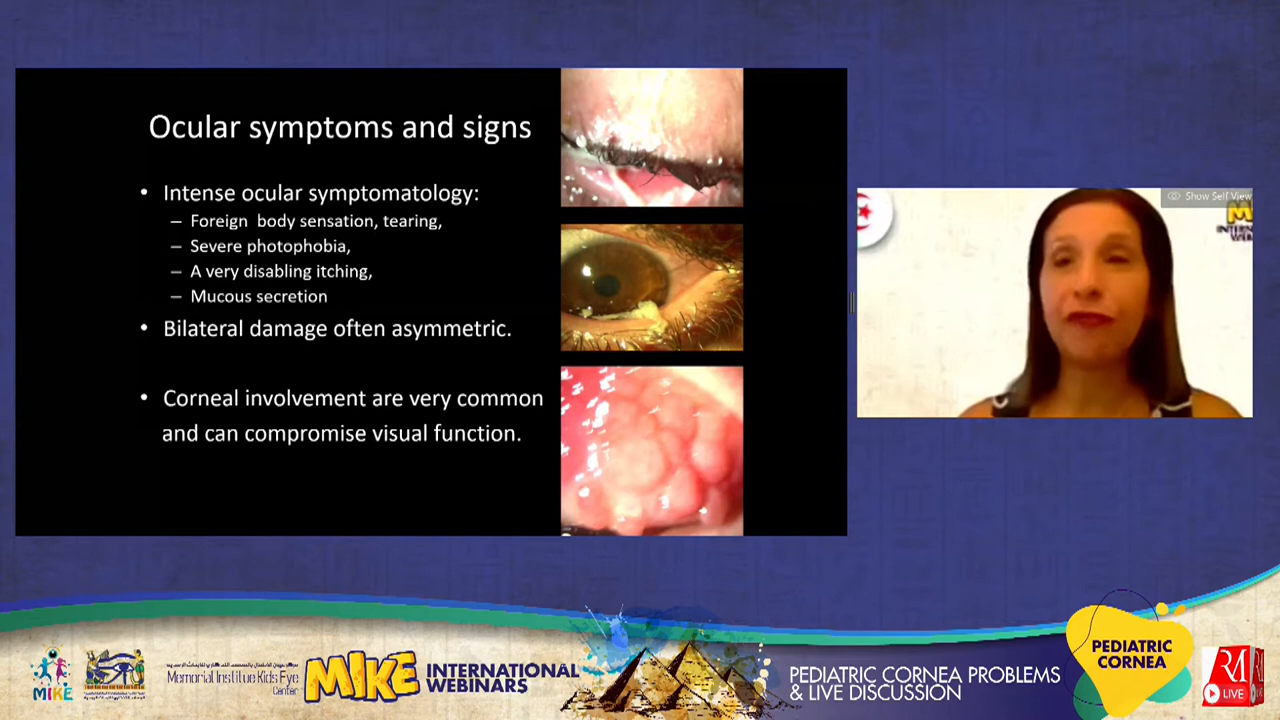 Ocular symptoms and signs
• Intense ocular symptomatology:
– Foreign body sensation, tearing,
– Severe photophobia,
– A very disabling itching,
– Mucous secretion
• Bilateral damage often asymmetric.
• Corneal involvement are very common
and can compromise visual function.
Show Self View
MIKE
Memorial Institive Kids Eye
Center
MIKE
INTERNATIONAL
WEBINARS
PEDIATRIC CORNEA PROBLEMS
& LIVE DISCUSSION
PEDIATRIC
CORNEA
LIVE